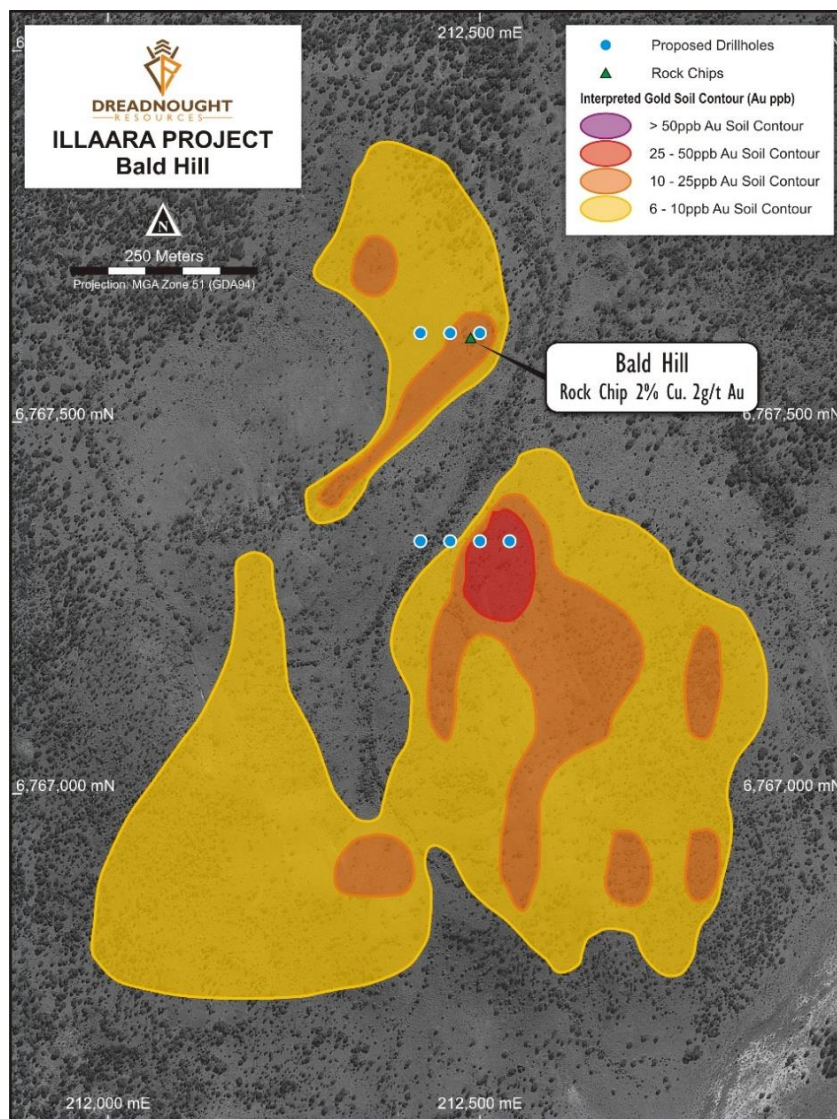 DREADNOUGHT
RESOURCES
ILLAARA PROJECT
Bald Hill
N
250 Meters
Projection: MGA Zone 51 (GDA94)
212,500 mE
Proposed Drillholes
Rock Chips
Interpreted Gold Soil Contour (Au ppb)
> 50ppb Au Soil Contour
25 - 50ppb Au Soil Contour
10 - 25ppb Au Soil Contour
6 - 10ppb Au Soil Contour
Bald Hill
Rock Chip 2% Cu. 2g/t Au
6,767,500 mN
6,767,500 mN
6,767,000 mN
6,767,000 mN
212,000 mE
212,500 mE